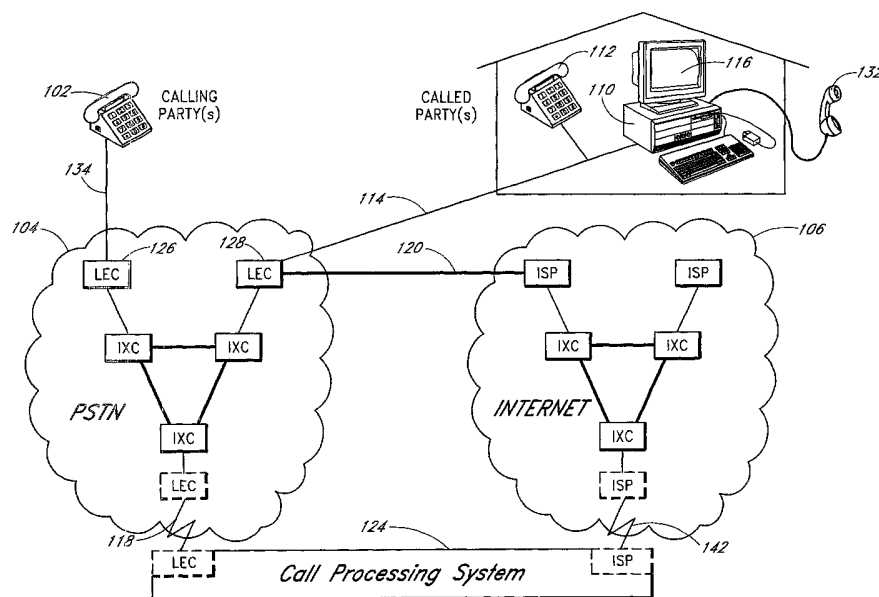 112
116
132
102
CALLING
PARTY(s)
CALLED
PARTY(s)
110
134
114
104
126
128
120
106
LEC
LEC
ISP
ISP
IXC
IXC
IXC
IXC
PSTN
INTERNET
IXC
IXC
LEC
ISP
118
124
142
LEC
Call Processing System
ISP